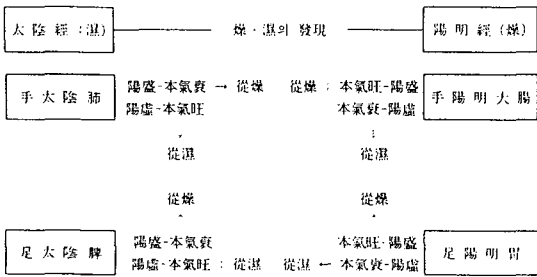 太陰經:(濕) 燥·濕의 發現 陽明經(燥)
手太陰肺 陽盛-本氣衰 → 從燥 從燥 : 本氣旺-陽盛 手陽明大腸
陽虛-本氣旺 本氣衰-陽虛
從濕 從濕
從燥 從燥
足太陰脾 陽盛-本氣衰 本氣旺-陽盛 足陽明胃
陽虛-本氣旺 : 從濕 從濕 ← 本氣衰-陽虛